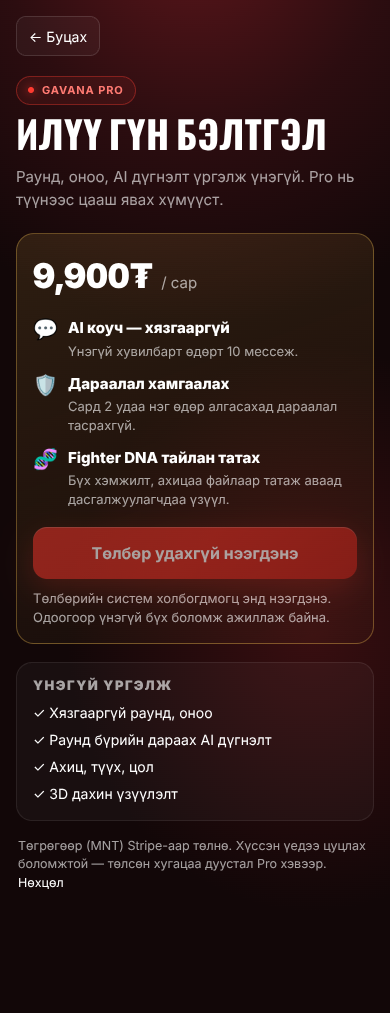 ← Буцах
GAVANA PRO
ИЛҮҮ ГҮН БЭЛТГЭЛ
Раунд, оноо, AI дүгнэлт үргэлж үнэгүй. Pro нь
түүнээс цааш явах хүмүүст.
9,900₮ / сар
AI коуч — хязгааргүй
Үнэгүй хувилбарт өдөрт 10 мессеж.
Дараалал хамгаалах
Сард 2 удаа нэг өдөр алгасахад дараалал
тасрахгүй.
Fighter DNA тайлан татах
Бүх хэмжилт, ахицаа файлаар татаж аваад
дасгалжуулагчдаа үзүүл.
Төлбөр удахгүй нээгдэнэ
Төлбөрийн систем холбогдмогц энд нээгдэнэ.
Одоогоор үнэгүй бүх боломж ажиллаж байна.
ҮНЭГҮЙ ҮРГЭЛЖ
✓ Хязгааргүй раунд, оноо
✓ Раунд бүрийн дараах AI дүгнэлт
✓ Ахиц, түүх, цол
✓ 3D дахин үзүүлэлт
Төгрөгөөр (MNT) Stripe-аар төлнө. Хүссэн үедээ цуцлах
боломжтой — төлсөн хугацаа дуустал Pro хэвээр.
Нөхцөл